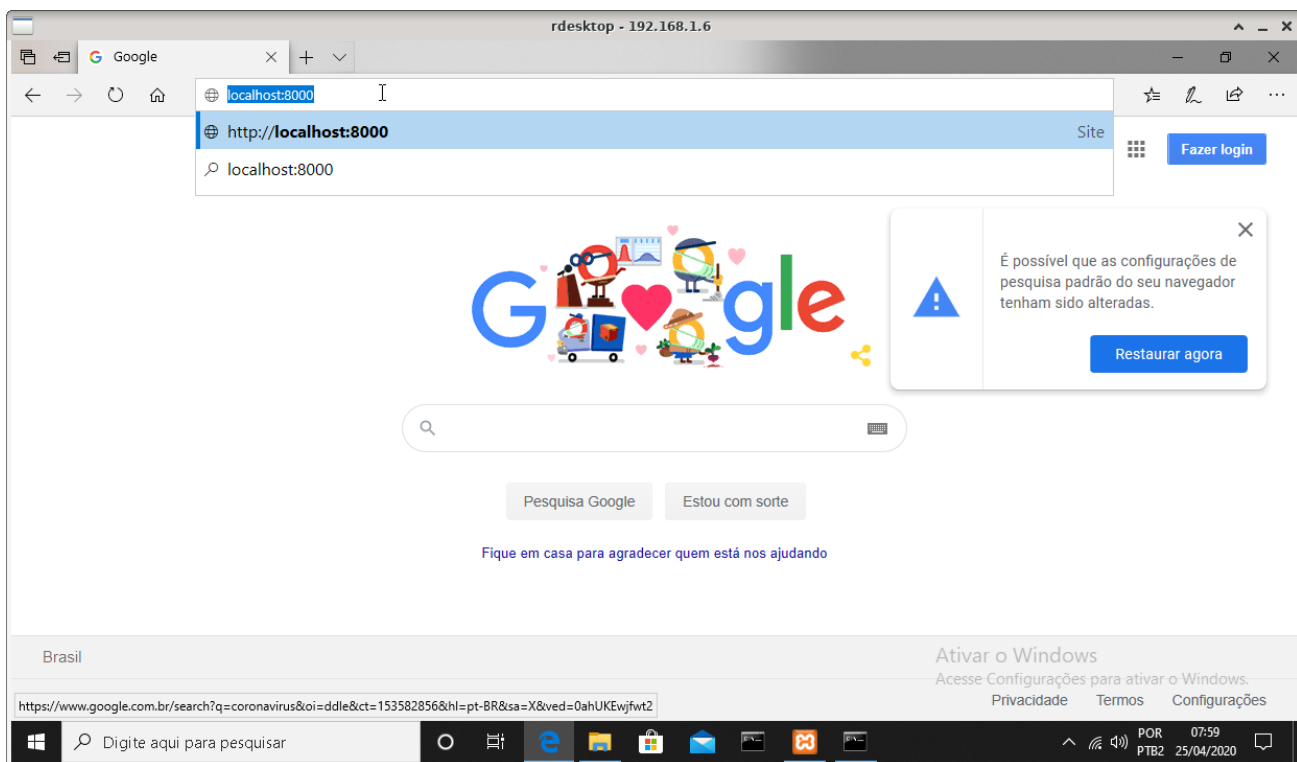 rdesktop - 192.168.1.6
Google
localhost:8000
http://localhost:8000
Site
localhost:8000
Fazer login
Google
É possível que as configurações de
pesquisa padrão do seu navegador
tenham sido alteradas.
Restaurar agora
Pesquisa Google
Estou com sorte
Fique em casa para agradecer quem está nos ajudando
Brasil
Ativar o Windows
Acesse Configurações para ativar o Windows.
Privacidade
Termos
Configurações
https://www.google.com.br/search?q=coronavirus&oi=ddle&ct=153582856&hl=pt-BR&sa=X&ved=0ahUKEwjfwt2
Digite aqui para pesquisar
POR
PTB2
07:59
25/04/2020